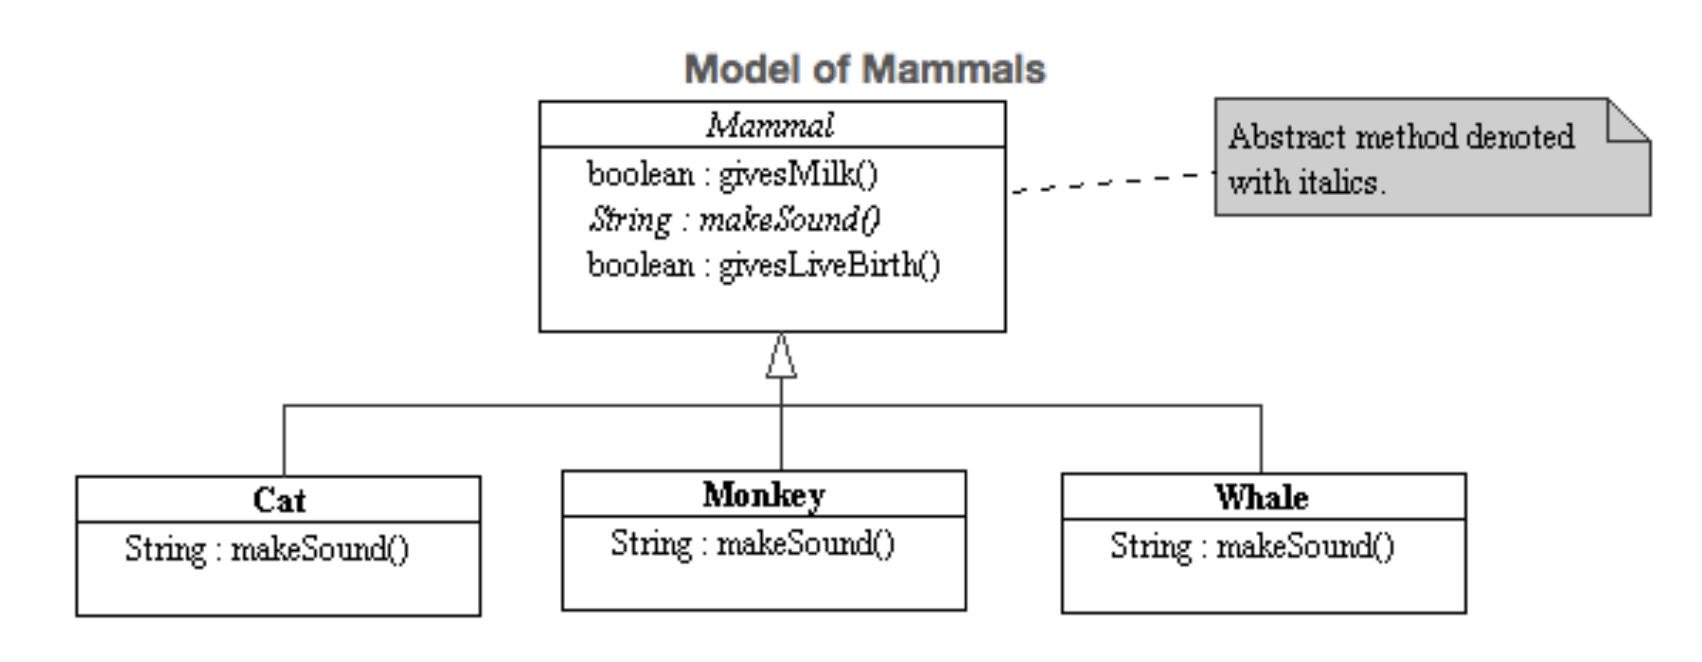 Model of Mammals
Mammal
boolean : givesMilk()
String : makeSound()
boolean : givesLiveBirth()
Abstract method denoted
with italics.
Cat
String : makeSound()
Monkey
String : makeSound()
Whale
String : makeSound()